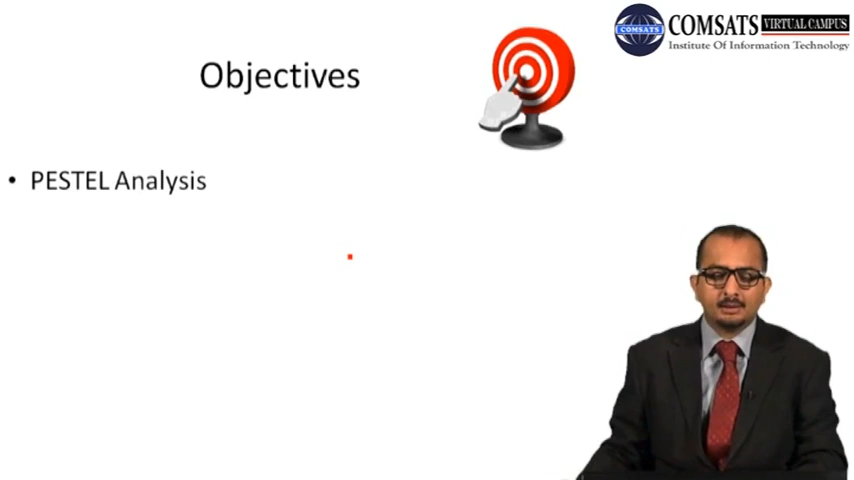 COMSATS VIRTUAL CAMPUS
Institute Of Information Technology
COMSATS
Objectives
• PESTEL Analysis